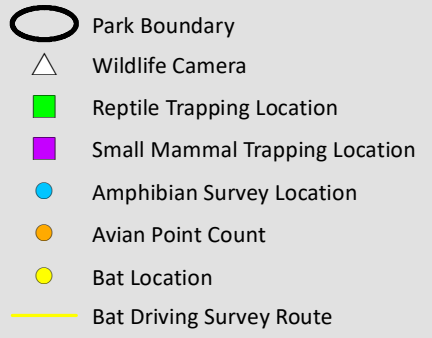 Park Boundary
Wildlife Camera
Reptile Trapping Location
Small Mammal Trapping Location
Amphibian Survey Location
Avian Point Count
Bat Location
Bat Driving Survey Route